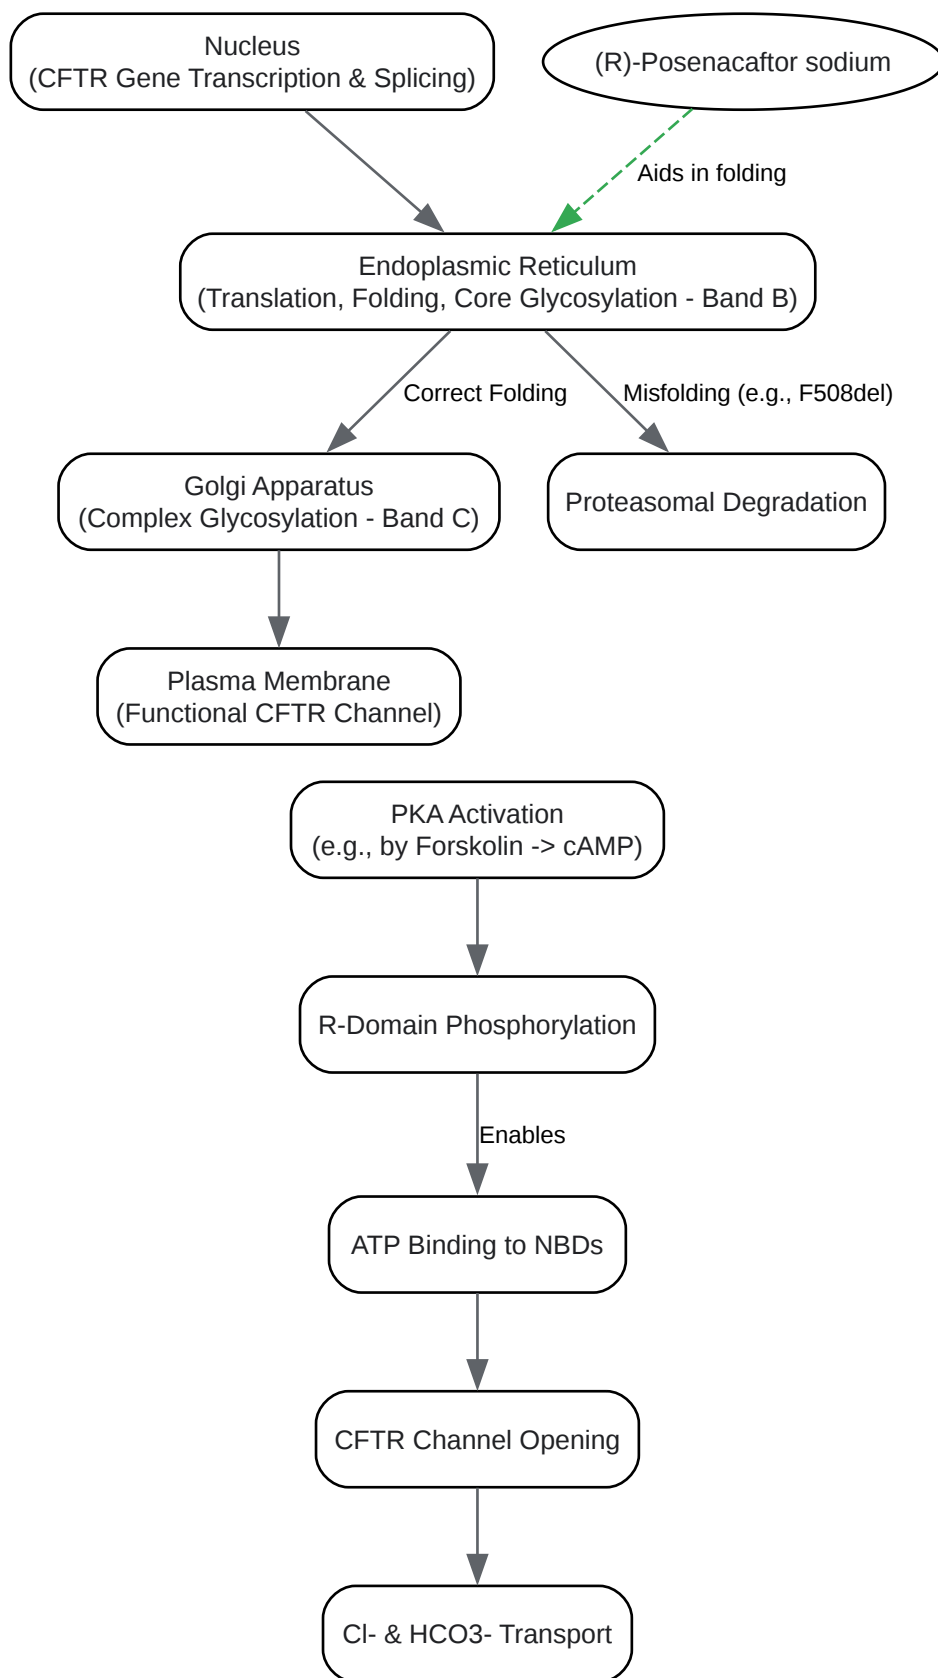 Nucleus
(CFTR Gene Transcription & Splicing)
(R)-Posenacaftor sodium
Aids in folding
Endoplasmic Reticulum
(Translation, Folding, Core Glycosylation - Band B)
Correct Folding
Misfolding (e.g., F508del)
Golgi Apparatus
(Complex Glycosylation - Band C)
Proteasomal Degradation
Plasma Membrane
(Functional CFTR Channel)
PKA Activation
(e.g., by Forskolin -> cAMP)
R-Domain Phosphorylation
Enables
ATP Binding to NBDs
CFTR Channel Opening
Cl- & HCO3- Transport